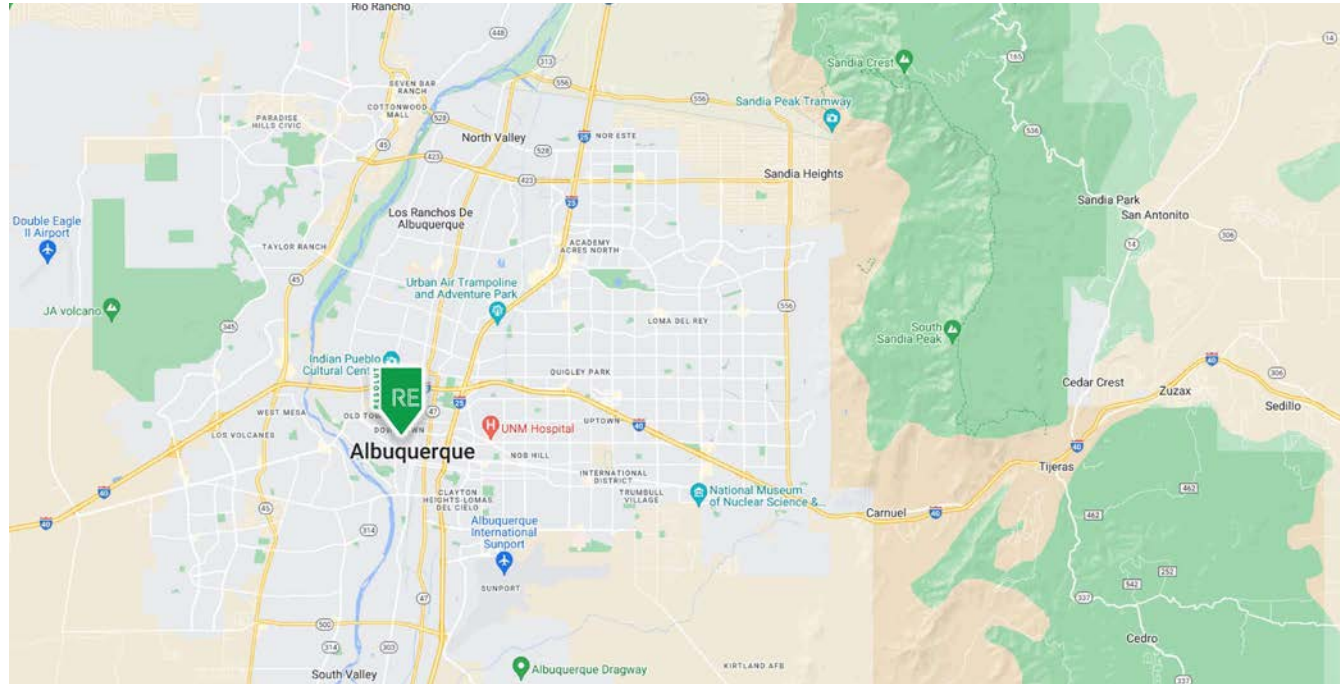 Rio Rancho
448
313
556
SEVEN BAR
RANCH
COTTONWOOD
MALL
528
556
Sandia Crest
165
14
Sandia Peak Tramway
PARADISE
HILLS CIVIC
North Valley
NOR ESTE
25
45
423
528
423
536
Sandia Heights
Sandia Park
San Antonito
306
14
25
Double Eagle
II Airport
Los Ranchos De
Albuquerque
TAYLOR RANCH
ACADEMY
ACRES NORTH
45
Urban Air Trampoline
and Adventure Park
556
JA volcano
345
LOMA DEL REY
South
Sandia Peak
Indian Pueblo
Cultural Cent
RESOLUT
RE
QUIGLEY PARK
40
306
Cedar Crest
Zuzax
Sedillo
WEST MESA
OLD TO
47
25
LOS VOLCANES
UNM Hospital
UPTOWN
40
Albuquerque
NOB HILL
40
Tijeras
INTERNATIONAL
DISTRICT
40
45
CLAYTON
HEIGHTS-LOMAS
DEL CIELO
TRUMBULL
VILLAGE
National Museum
of Nuclear Science &...
462
462
40
314
Carnuel
40
Albuquerque
International
Sunport
SUNPORT
47
542
252
337
502
314
303
Cedro
South Valley
Albuquerque Dragway
KIRTLAND AFB
337